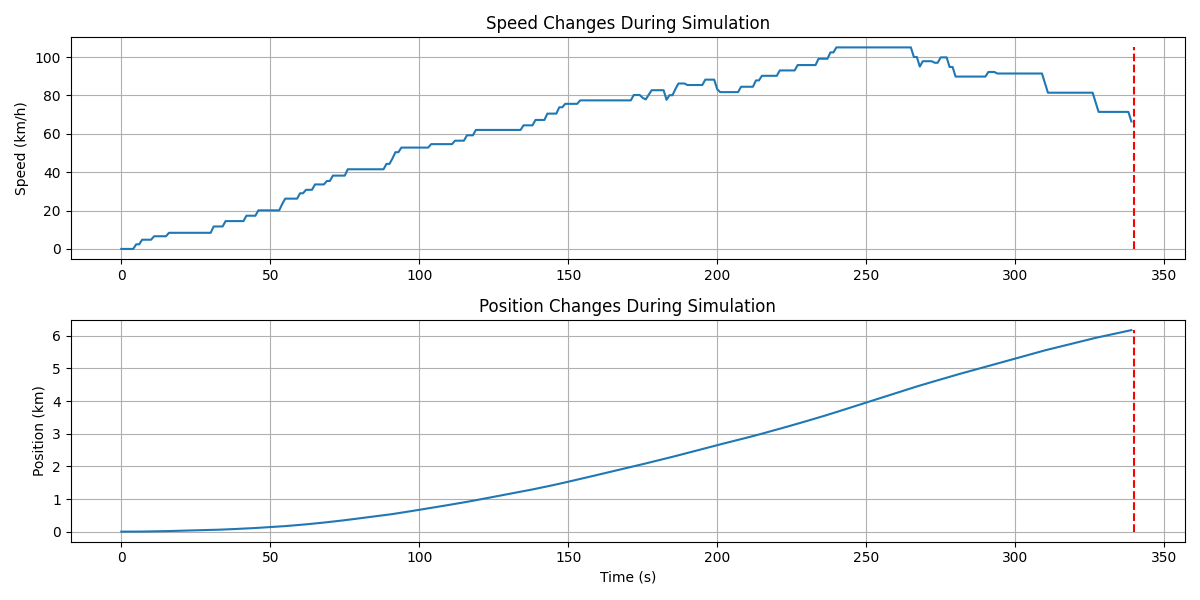 Speed Changes During Simulation
Speed (km/h)
100
80
60
40
20
0
0 50 100 150 200 250 300 350
Position Changes During Simulation
Position (km)
6
5
4
3
2
1
0
0 50 100 150 200 250 300 350
Time (s)